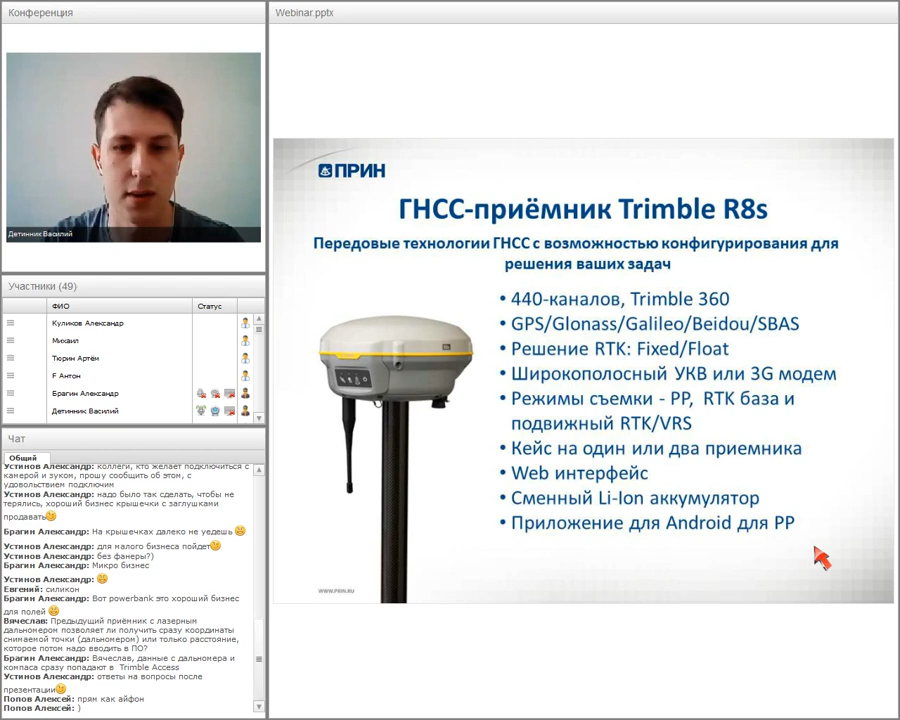 Конференция
Детинник Василий
Участники (49)
ФИО
Статус
Куликов Александр
Михаил
Тюрин Артём
F Антон
Брагин Александр
Детинник Василий
Чат
Общий
Устинов Александр: коллеги, кто желает подключиться с
камерой и зуком, прошу сообщить об этом, с
удовольствием подключим
Устинов Александр: надо было так сделать, чтобы не
терялись, хороший бизнес крышечки с заглушками
продавать
Брагин Александр: На крышечках далеко не уедешь
Устинов Александр: для малого бизнеса пойдет
Устинов Александр: без фанеры?)
Брагин Александр: Микро бизнес
Устинов Александр:
Евгений: силикон
Брагин Александр: Вот powerbank это хороший бизнес
для полей
Вячеслав: Предыдущий приёмник с лазерным
дальномером позволяет ли получить сразу координаты
снимаемой точки (дальномером) или только расстояние,
которое потом надо вводить в ПО?
Брагин Александр: Вячеслав, данные с дальномера и
компаса сразу попадают в Trimble Access
Устинов Александр: ответы на вопросы после
презентации
Попов Алексей: прям как айфон
Попов Алексей: )
Webinar.pptx
ПРИН
ГНСС-приёмник Trimble R8s
Передовые технологии ГНСС с возможностью конфигурирования для
решения ваших задач
• 440-каналов, Trimble 360
• GPS/Glonass/Galileo/Beidou/SBAS
• Решение RTK: Fixed/Float
• Широкополосный УКВ или 3G модем
• Режимы съемки - PP, RTK база и
подвижный RTK/VRS
• Кейс на один или два приемника
• Web интерфейс
• Сменный Li-Ion аккумулятор
• Приложение для Android для PP
WWW.PRIN.RU